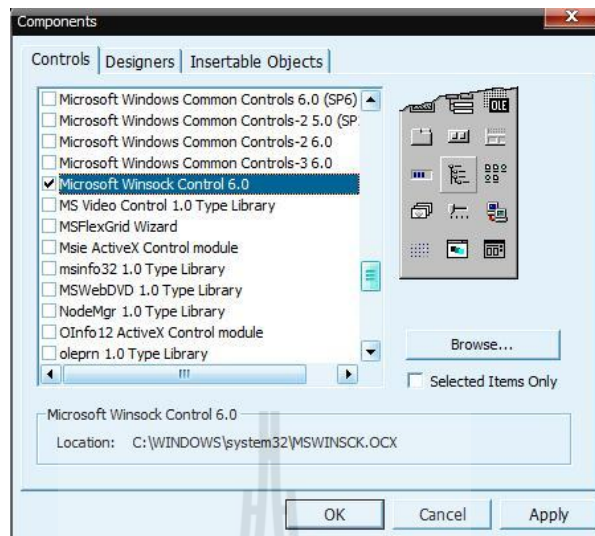 Components
X
Controls
Designers
Insertable Objects
Microsoft Windows Common Controls 6.0 (SP6)
Microsoft Windows Common Controls-2 5.0 (SP
Microsoft Windows Common Controls-2 6.0
Microsoft Windows Common Controls-3 6.0
Microsoft Winsock Control 6.0
MS Video Control 1.0 Type Library
MSFlexGrid Wizard
Msie ActiveX Control module
msinfo32 1.0 Type Library
MSWebDVD 1.0 Type Library
NodeMgr 1.0 Type Library
OInfo12 ActiveX Control module
oleprn 1.0 Type Library
OLE
Browse...
Selected Items Only
Microsoft Winsock Control 6.0
Location: C:\WINDOWS\system32\MSWINSCK.OCX
OK
Cancel
Apply